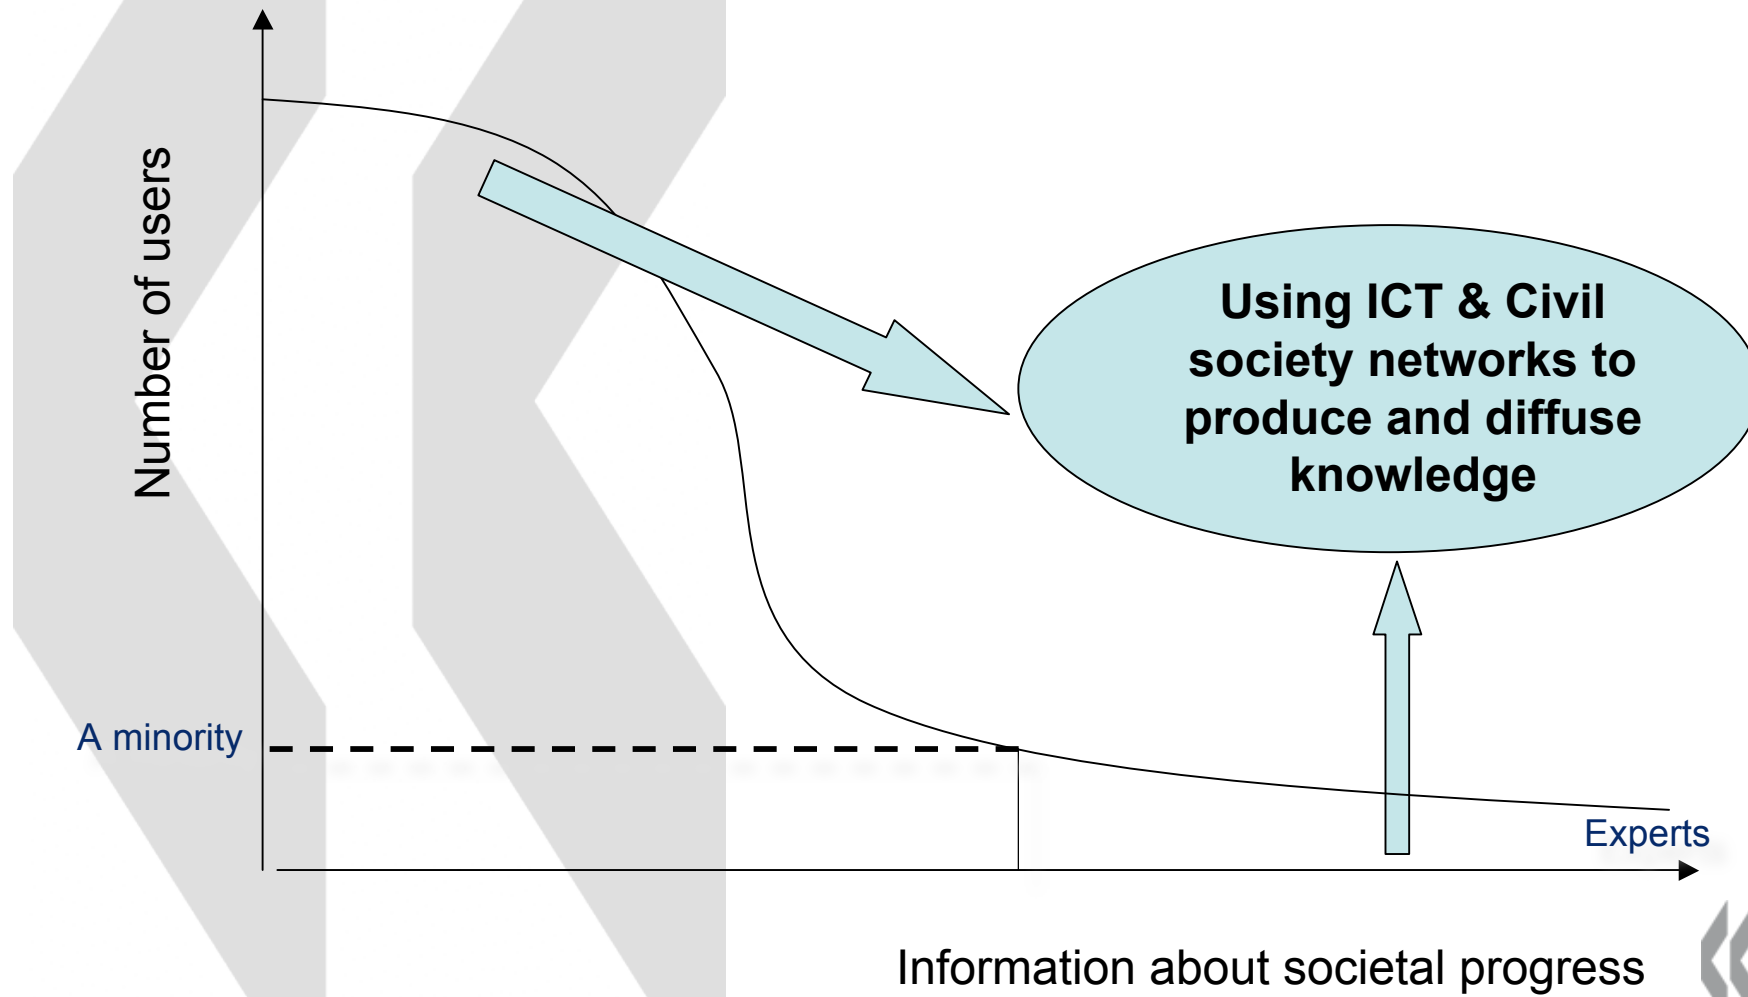 Number of users
Using ICT & Civil
society networks to
produce and diffuse
knowledge
A minority
Experts
Information about societal progress